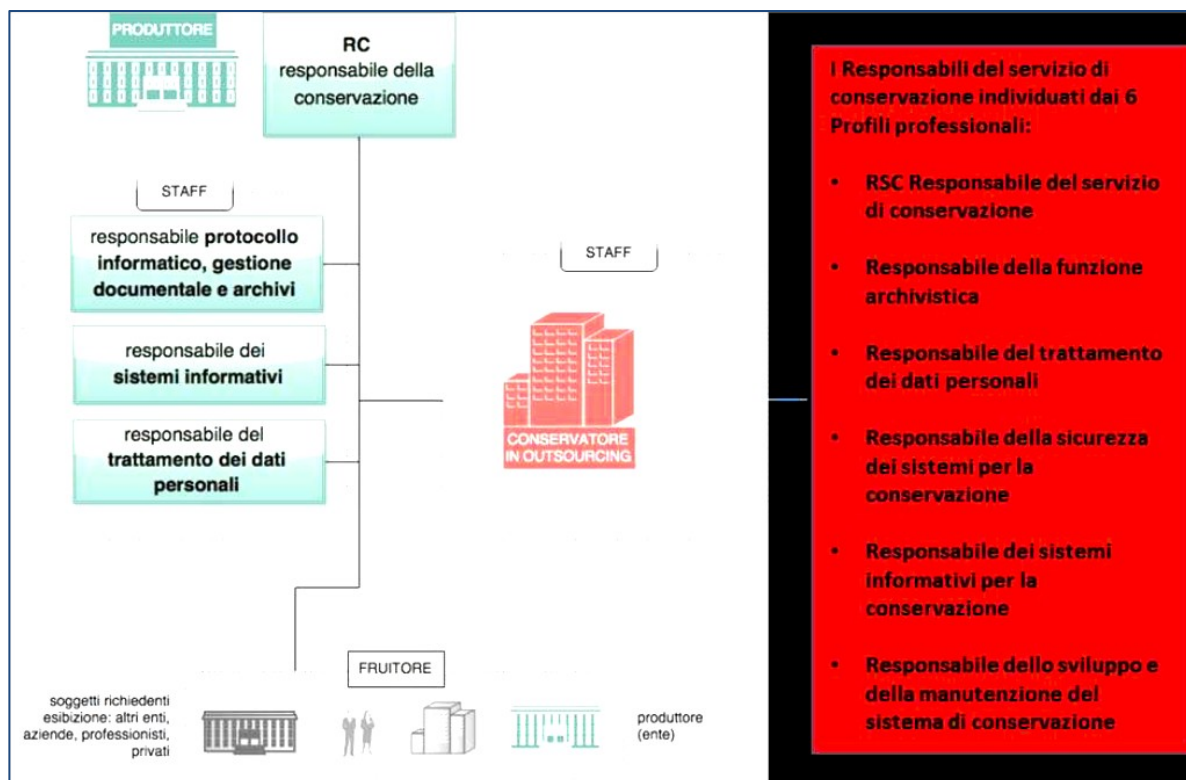 PRODUTTORE
RC
responsabile della
conservazione
STAFF
responsabile protocollo
informatico, gestione
documentale e archivi
responsabile dei
sistemi informativi
responsabile del
trattamento dei dati
personali
STAFF
CONSERVATORE
IN OUTSOURCING
FRUITORE
soggetti richiedenti
esibizione: altri enti,
aziende, professionisti,
privati
produttore
(ente)
I Responsabili del servizio di
conservazione individuati dai 6
Profili professionali:
• RSC Responsabile del servizio
di conservazione
• Responsabile della funzione
archivistica
• Responsabile del trattamento
dei dati personali
• Responsabile della sicurezza
dei sistemi per la
conservazione
• Responsabile dei sistemi
informativi per la
conservazione
• Responsabile dello sviluppo e
della manutenzione del
sistema di conservazione